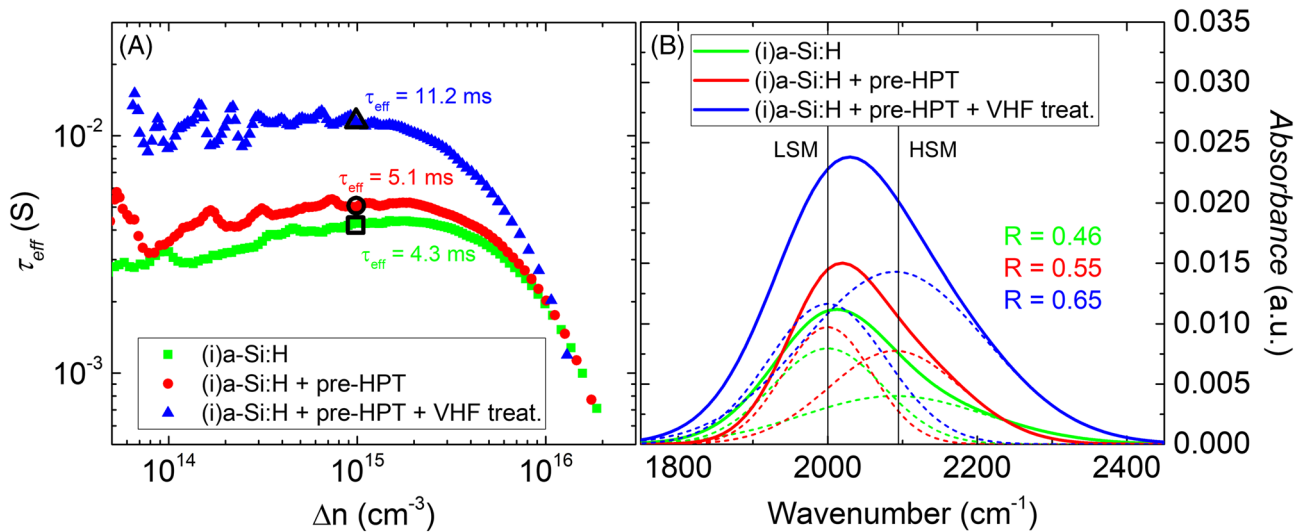 (A)
τeff = 11.2 ms
τeff = 5.1 ms
τeff = 4.3 ms
(i)a-Si:H
(i)a-Si:H + pre-HPT
(i)a-Si:H + pre-HPT + VHF treat.
10⁻²
10⁻³
τeff (S)
10¹⁴
10¹⁵
10¹⁶
Δn (cm⁻³)
(B)
(i)a-Si:H
(i)a-Si:H + pre-HPT
(i)a-Si:H + pre-HPT + VHF treat.
LSM
HSM
R = 0.46
R = 0.55
R = 0.65
1800
2000
2200
2400
Wavenumber (cm⁻¹)
0.035
0.030
0.025
0.020
0.015
0.010
0.005
0.000
Absorbance (a.u.)